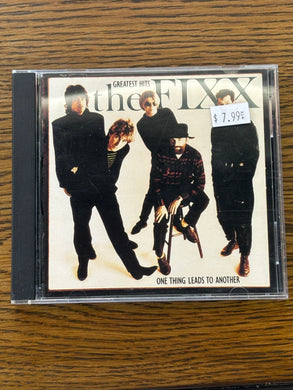 GREATEST HITS
the FIXX
$ 7.99
ONE THING LEADS TO ANOTHER